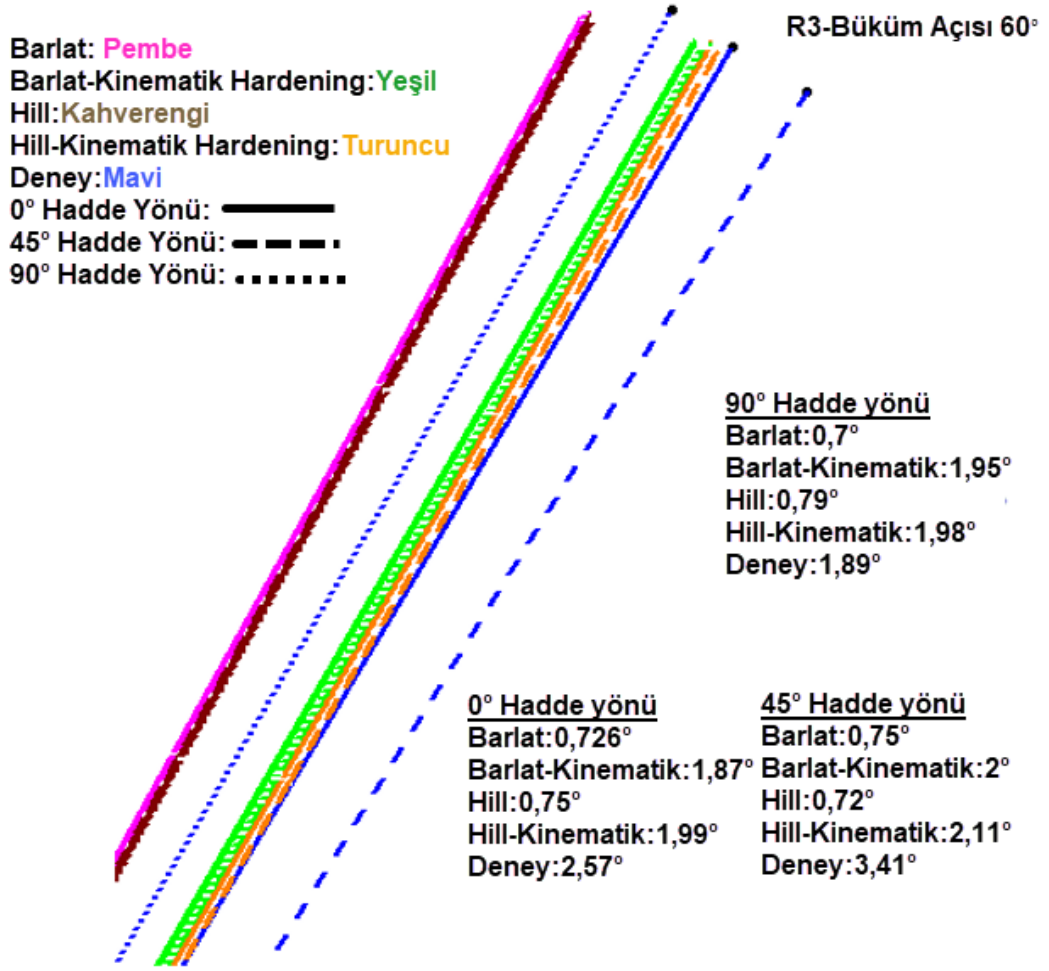 R3-Büküm Açısı 60°
Barlat: Pembe
Barlat-Kinematik Hardening:Yeşil
Hill:Kahverengi
Hill-Kinematik Hardening:Turuncu
Deney:Mavi
0° Hadde Yönü:
45° Hadde Yönü:
90° Hadde Yönü:
90° Hadde yönü
Barlat:0,7°
Barlat-Kinematik:1,95°
Hill:0,79°
Hill-Kinematik:1,98°
Deney:1,89°
0° Hadde yönü
Barlat:0,726°
Barlat-Kinematik:1,87°
Hill:0,75°
Hill-Kinematik:1,99°
Deney:2,57°
45° Hadde yönü
Barlat:0,75°
Barlat-Kinematik:2°
Hill:0,72°
Hill-Kinematik:2,11°
Deney:3,41°